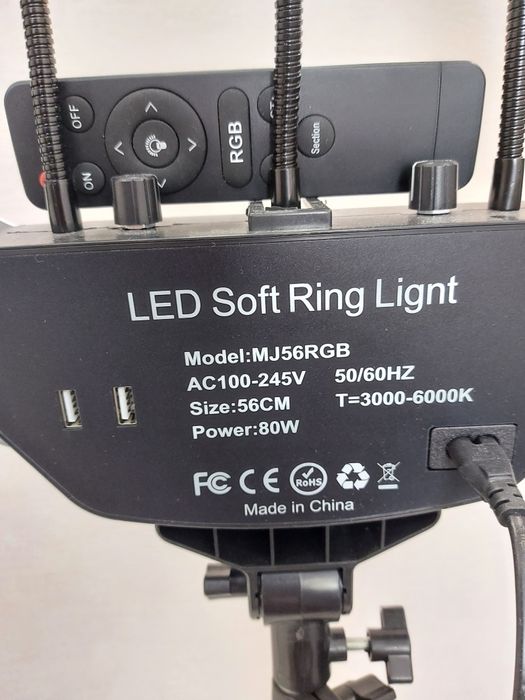 OFF
ON
RGB
Section
LED Soft Ring Lignt
Model:MJ56RGB
AC100-245V 50/60HZ
Size:56CM T=3000-6000K
Power:80W
FC CE RoHS
Made in China